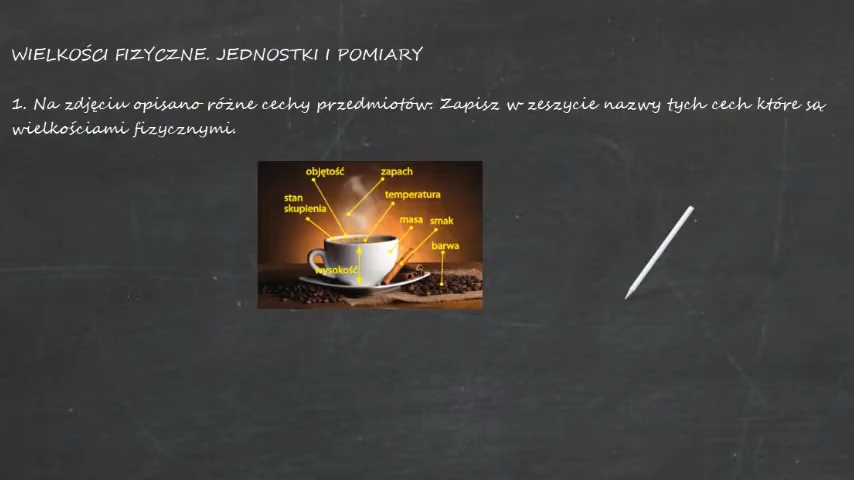 WIELKOŚCI FIZYCZNE. JEDNOSTKI I POMIARY
1. Na zdjęciu opisano różne cechy przedmiotów. Zapisz w zeszycie nazwy tych cech które są
wielkościami fizycznymi.
objętość zapach
stan
skupienia
temperatura
masa smak
barwa
wysokość